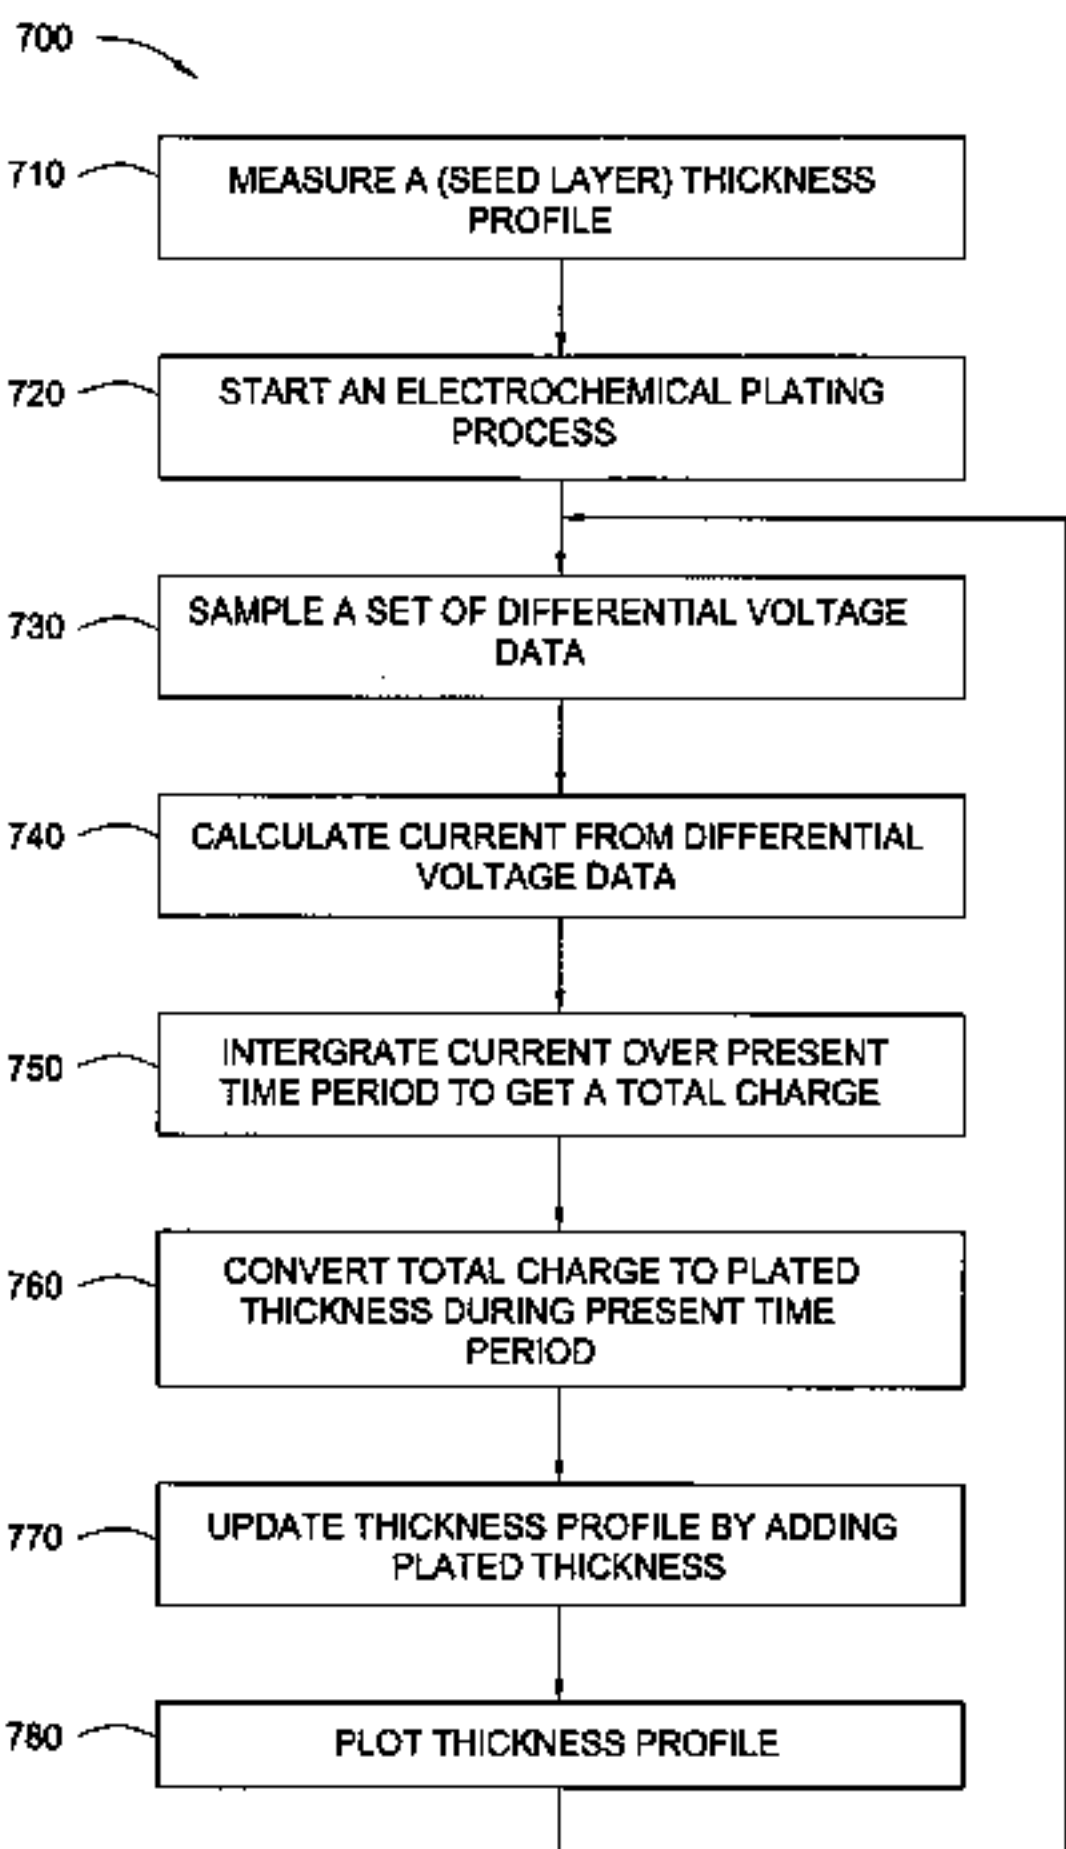 700
710
MEASURE A (SEED LAYER) THICKNESS
PROFILE
720
START AN ELECTROCHEMICAL PLATING
PROCESS
730
SAMPLE A SET OF DIFFERENTIAL VOLTAGE
DATA
740
CALCULATE CURRENT FROM DIFFERENTIAL
VOLTAGE DATA
750
INTERGRATE CURRENT OVER PRESENT
TIME PERIOD TO GET A TOTAL CHARGE
760
CONVERT TOTAL CHARGE TO PLATED
THICKNESS DURING PRESENT TIME
PERIOD
770
UPDATE THICKNESS PROFILE BY ADDING
PLATED THICKNESS
780
PLOT THICKNESS PROFILE